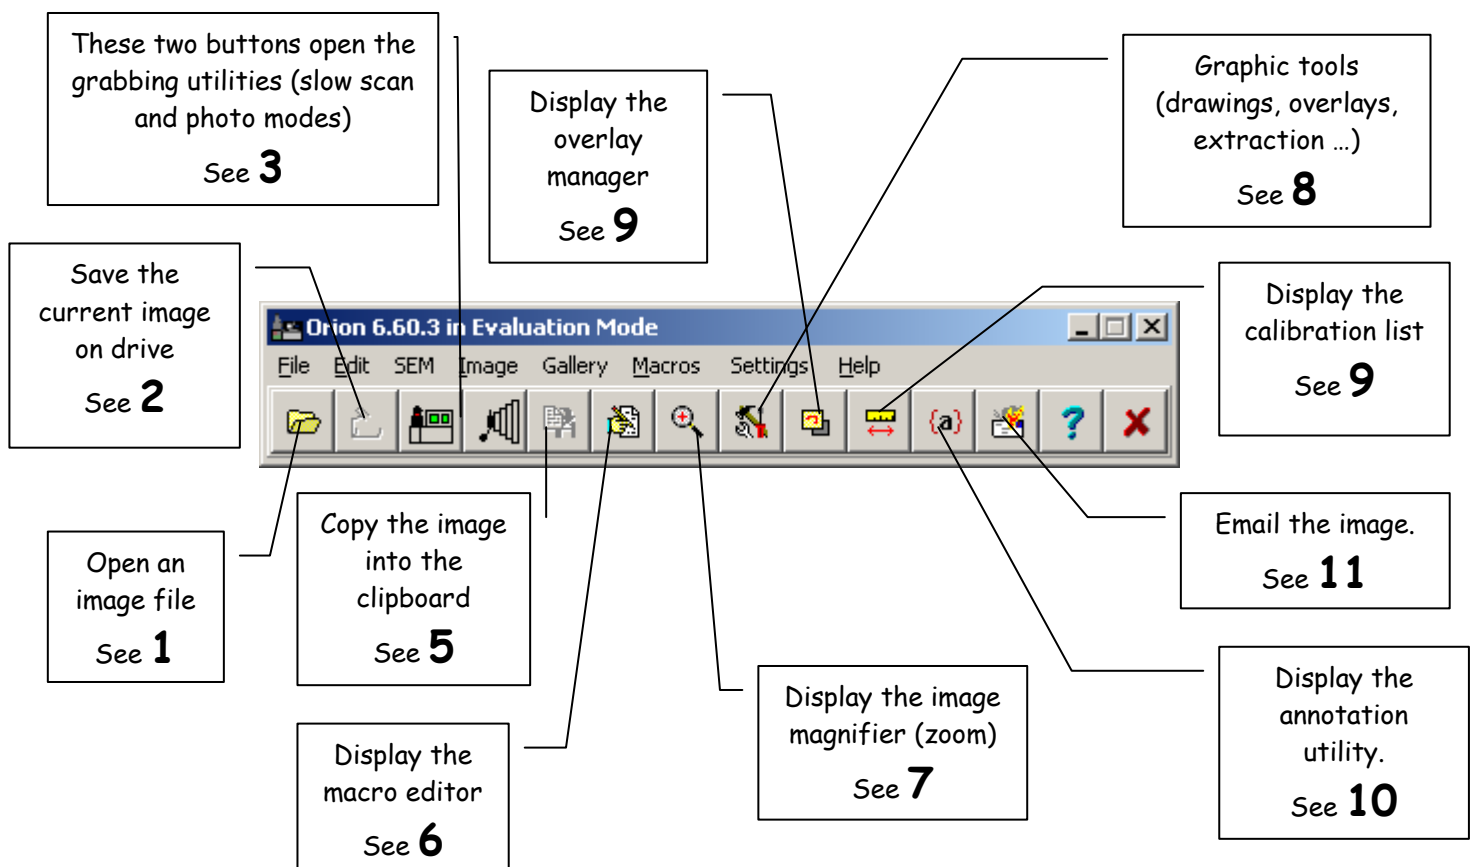 These two buttons open the
grabbing utilities (slow scan
and photo modes)
See 3
Display the
overlay
manager
See 9
Graphic tools
(drawings, overlays,
extraction ...)
See 8
Save the
current image
on drive
See 2
Display the
calibration list
See 9
Orion 6.60.3 in Evaluation Mode
File Edit SEM Image Gallery Macros Settings Help
{a} ?
Open an
image file
See 1
Copy the image
into the
clipboard
See 5
Email the image.
See 11
Display the
macro editor
See 6
Display the image
magnifier (zoom)
See 7
Display the
annotation
utility.
See 10